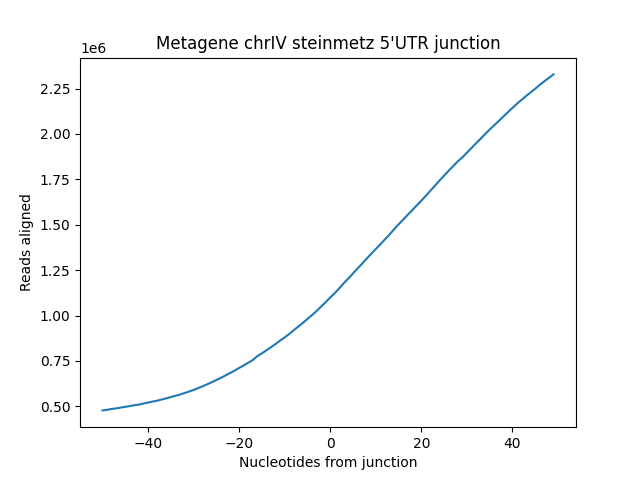 Metagene chrIV steinmetz 5'UTR junction
1e6
2.25
2.00
1.75
1.50
1.25
1.00
0.75
0.50
Reads aligned
−40 −20 0 20 40
Nucleotides from junction